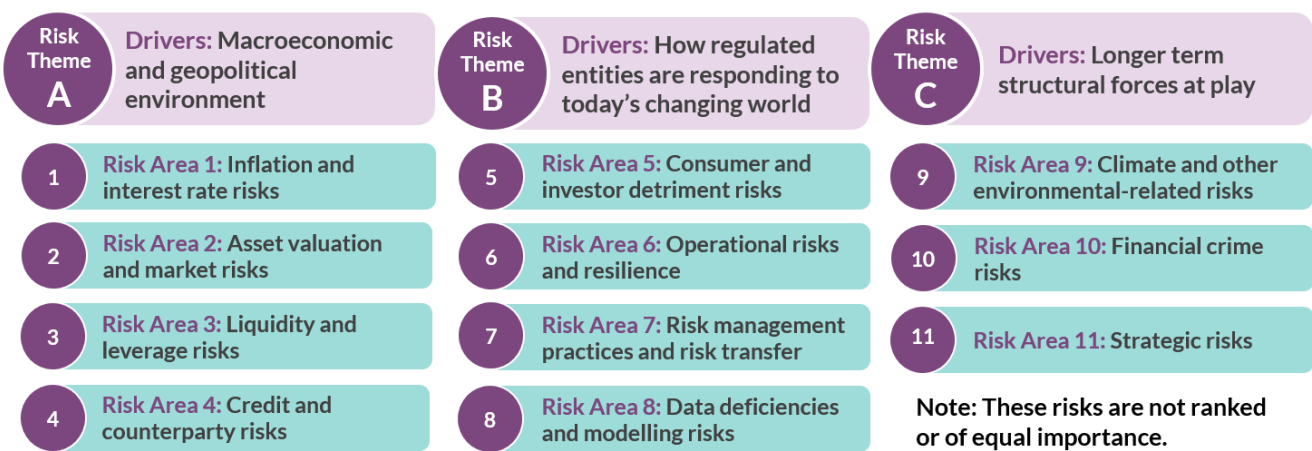 Risk
Theme
A
Drivers: Macroeconomic
and geopolitical
environment
1
Risk Area 1: Inflation and
interest rate risks
2
Risk Area 2: Asset valuation
and market risks
3
Risk Area 3: Liquidity and
leverage risks
4
Risk Area 4: Credit and
counterparty risks
Risk
Theme
B
Drivers: How regulated
entities are responding to
today’s changing world
5
Risk Area 5: Consumer and
investor detriment risks
6
Risk Area 6: Operational risks
and resilience
7
Risk Area 7: Risk management
practices and risk transfer
8
Risk Area 8: Data deficiencies
and modelling risks
Risk
Theme
C
Drivers: Longer term
structural forces at play
9
Risk Area 9: Climate and other
environmental-related risks
10
Risk Area 10: Financial crime
risks
11
Risk Area 11: Strategic risks
Note: These risks are not ranked
or of equal importance.